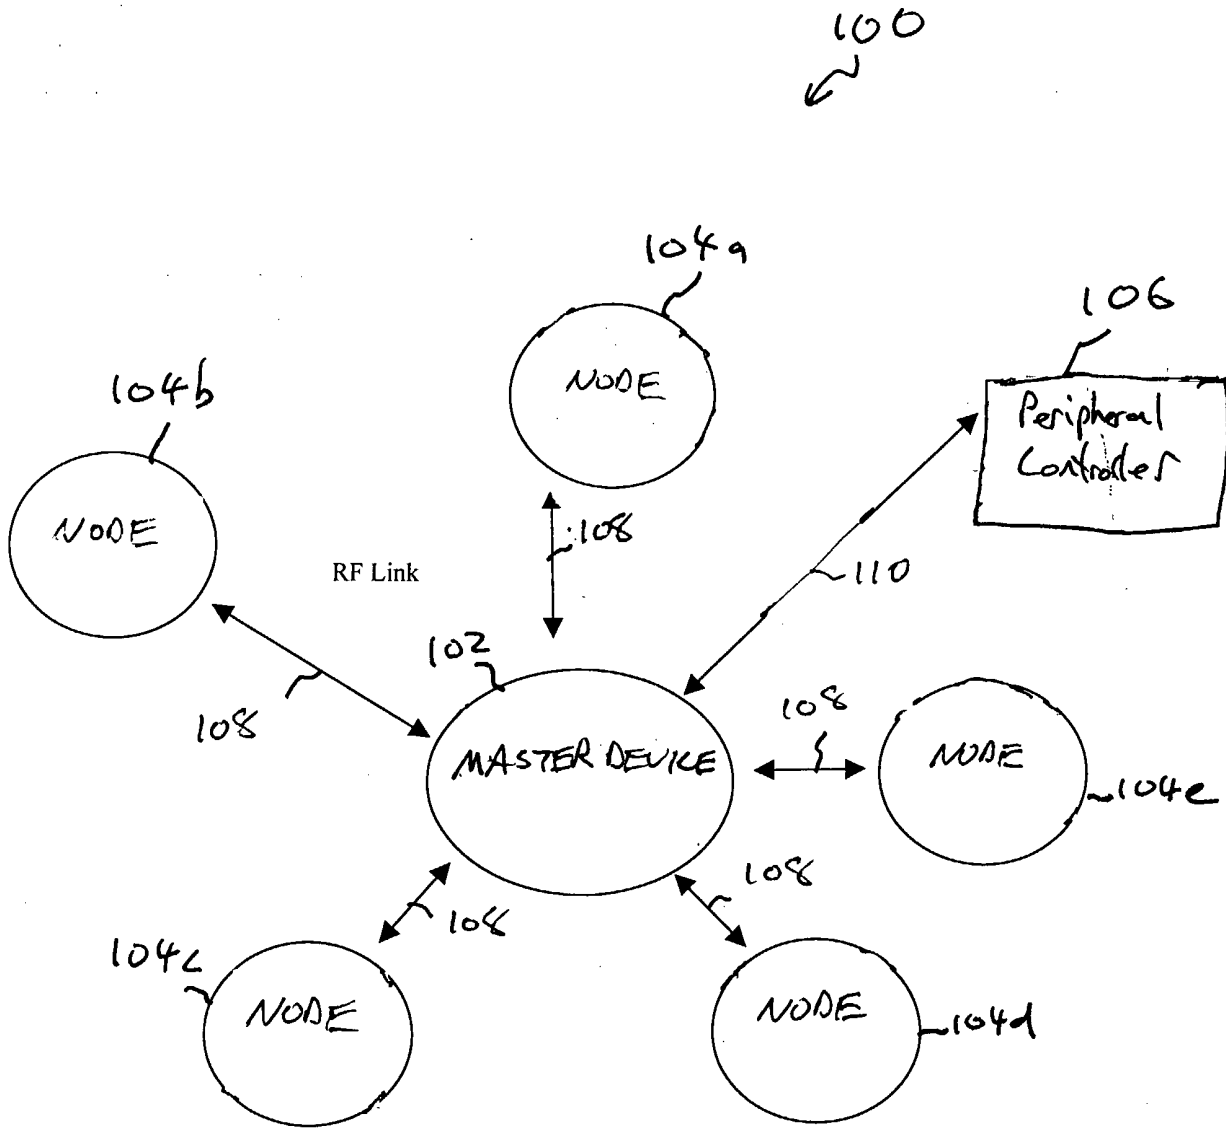 100
104a
106
104b
NODE
Peripheral
Controller
NODE
108
RF Link
110
102
108
108
MASTER DEVICE
NODE
104e
108
108
104c
NODE
NODE
104d